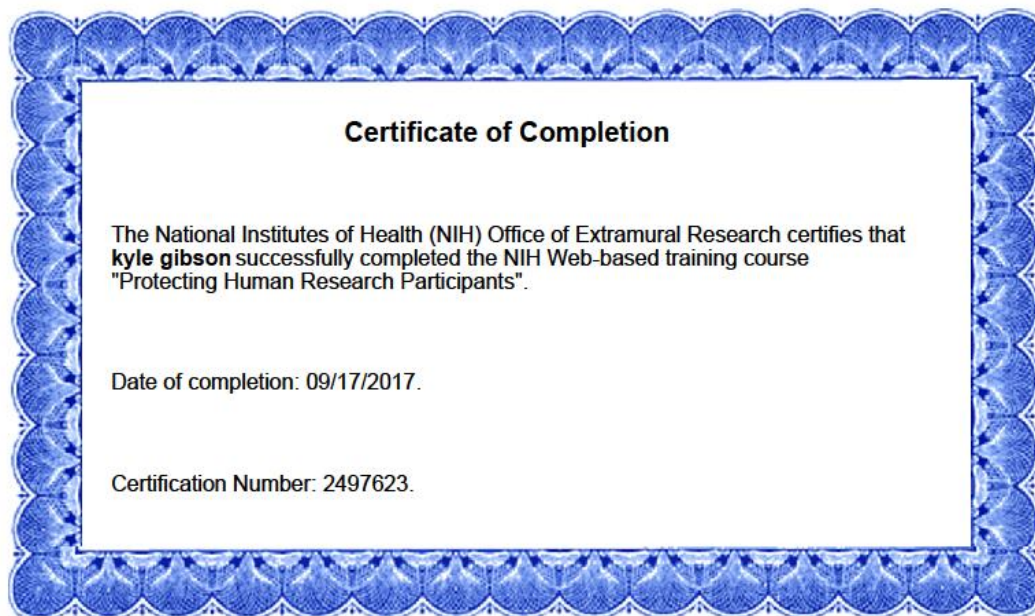 Certificate of Completion
The National Institutes of Health (NIH) Office of Extramural Research certifies that
kyle gibson successfully completed the NIH Web-based training course
"Protecting Human Research Participants".
Date of completion: 09/17/2017.
Certification Number: 2497623.